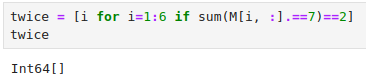 twice = [i for i=1:6 if sum(M[i, :].==7)==2]
twice
Int64[]